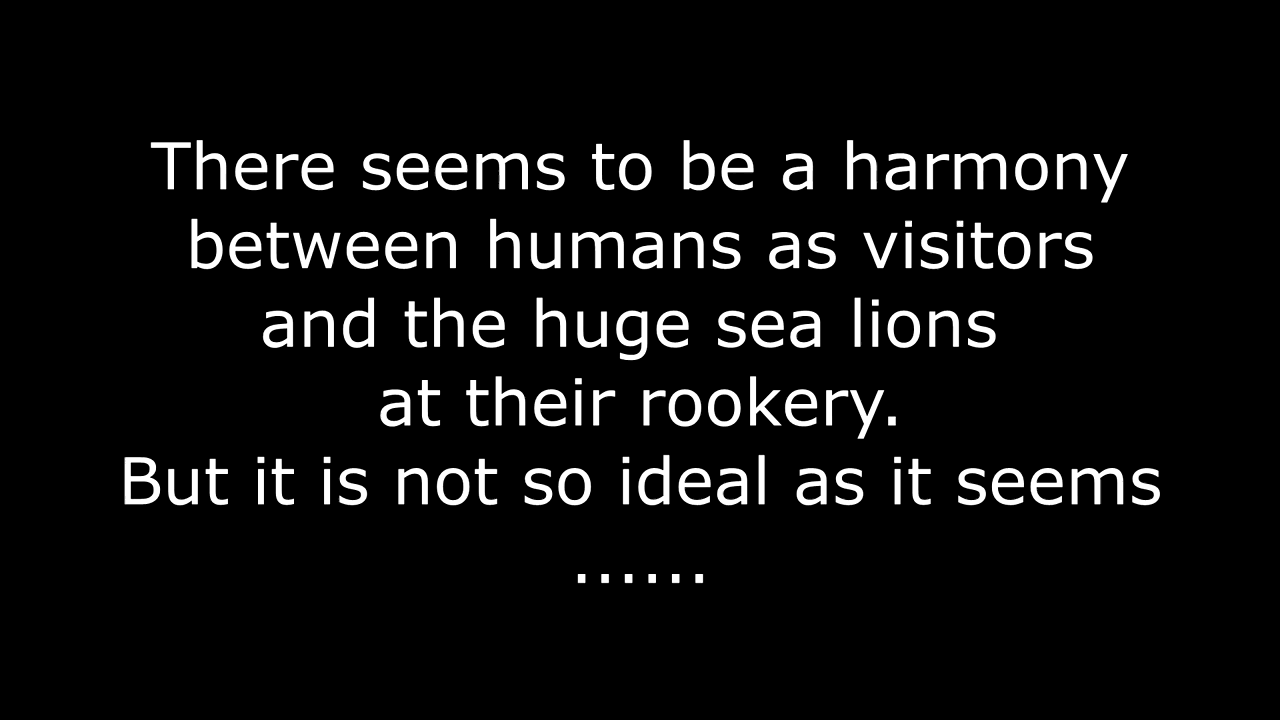 There seems to be a harmony
between humans as visitors
and the huge sea lions
at their rookery.
But it is not so ideal as it seems
......